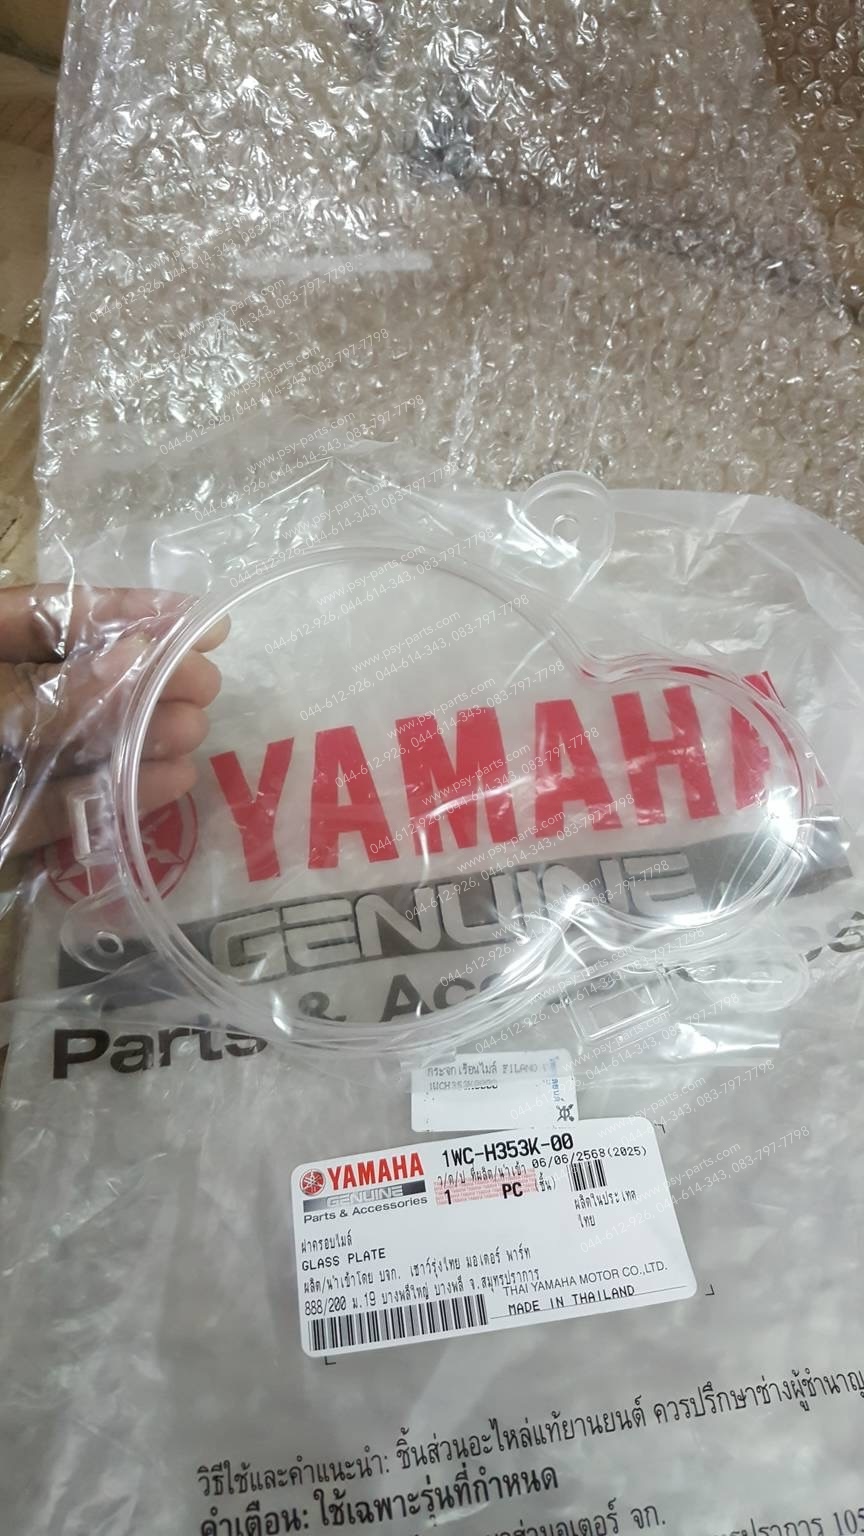 www.psy-parts.com
044-612-926, 044-614-343, 083-797-7798
YAMAHA
GENUINE
Parts & Accessories
กระจกเรือนไมล์ FILANO
1WCH353K0000
YAMAHA
GENUINE
Parts & Accessories
1WC-H353K-00
ว/ด/ป ที่ผลิต/นำเข้า 06/06/2568(2025)
1 PC (ชิ้น)
ผลิตในประเทศ
ไทย
ฝาครอบไมล์
GLASS PLATE
ผลิต/นำเข้าโดย บจก. เฮาว์รุ่งไทย มอเตอร์ พาร์ท
888/200 ม.19 บางพลีใหญ่ บางพลี จ.สมุทรปราการ
THAI YAMAHA MOTOR CO.,LTD.
MADE IN THAILAND
วิธีใช้และคำแนะนำ: ชิ้นส่วนอะไหล่แท้ยานยนต์ ควรปรึกษาช่างผู้ชำนาญ
คำเตือน: ใช้เฉพาะรุ่นที่กำหนด
มอเตอร์ จก.